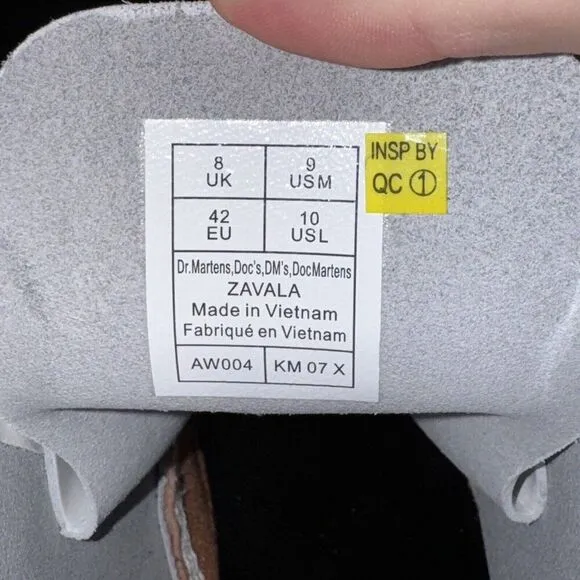 8
UK
9
USM
42
EU
10
USL
Dr.Martens,Doc's,DM's,DocMartens
ZAVALA
Made in Vietnam
Fabriqué en Vietnam
AW004
KM 07 X
INSP BY
QC ①